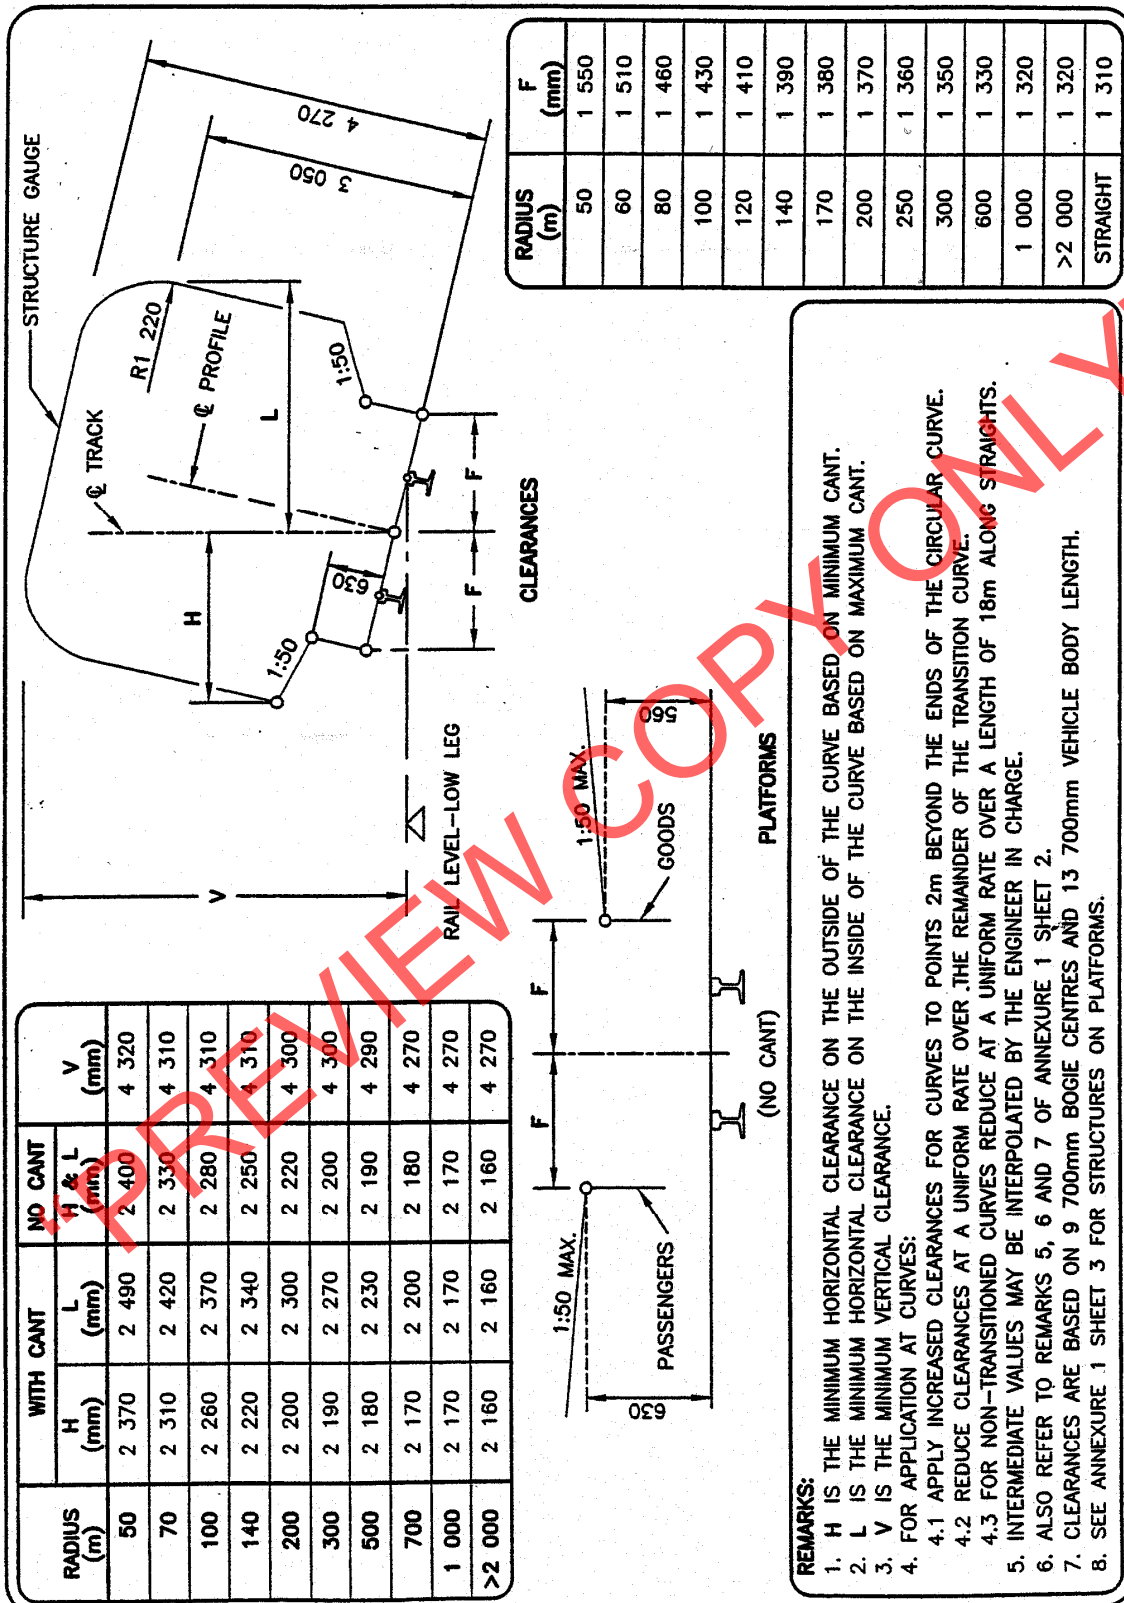 WITH CANT NO CANT
RADIUS (m) H (mm) L (mm) H & L (mm) V (mm)
50 2 370 2 490 2 400 4 320
70 2 310 2 420 2 330 4 310
100 2 260 2 370 2 280 4 310
140 2 220 2 340 2 250 4 310
200 2 200 2 300 2 220 4 300
300 2 190 2 270 2 200 4 300
500 2 180 2 230 2 190 4 290
700 2 170 2 200 2 180 4 270
1 000 2 170 2 170 2 170 4 270
>2 000 2 160 2 160 2 160 4 270
V
RAIL LEVEL-LOW LEG
STRUCTURE GAUGE
℄ TRACK
R1 220
℄ PROFILE
H
L
1:50
1:50
630
F
F
3 050
4 270
CLEARANCES
1:50 MAX.
PASSENGERS
630
F
F
1:50 MAX.
GOODS
560
(NO CANT)
PLATFORMS
RADIUS (m) F (mm)
50 1 550
60 1 510
80 1 460
100 1 430
120 1 410
140 1 390
170 1 380
200 1 370
250 1 360
300 1 350
600 1 330
1 000 1 320
>2 000 1 320
STRAIGHT 1 310
REMARKS:
1. H IS THE MINIMUM HORIZONTAL CLEARANCE ON THE OUTSIDE OF THE CURVE BASED ON MINIMUM CANT.
2. L IS THE MINIMUM HORIZONTAL CLEARANCE ON THE INSIDE OF THE CURVE BASED ON MAXIMUM CANT.
3. V IS THE MINIMUM VERTICAL CLEARANCE.
4. FOR APPLICATION AT CURVES:
4.1 APPLY INCREASED CLEARANCES FOR CURVES TO POINTS 2m BEYOND THE ENDS OF THE CIRCULAR CURVE.
4.2 REDUCE CLEARANCES AT A UNIFORM RATE OVER THE REMAINDER OF THE TRANSITION CURVE.
4.3 FOR NON-TRANSITIONED CURVES REDUCE AT A UNIFORM RATE OVER A LENGTH OF 18m ALONG STRAIGHTS.
5. INTERMEDIATE VALUES MAY BE INTERPOLATED BY THE ENGINEER IN CHARGE.
6. ALSO REFER TO REMARKS 5, 6 AND 7 OF ANNEXURE 1 SHEET 2.
7. CLEARANCES ARE BASED ON 9 700mm BOGIE CENTRES AND 13 700mm VEHICLE BODY LENGTH.
8. SEE ANNEXURE 1 SHEET 3 FOR STRUCTURES ON PLATFORMS.
"PREVIEW COPY ONLY